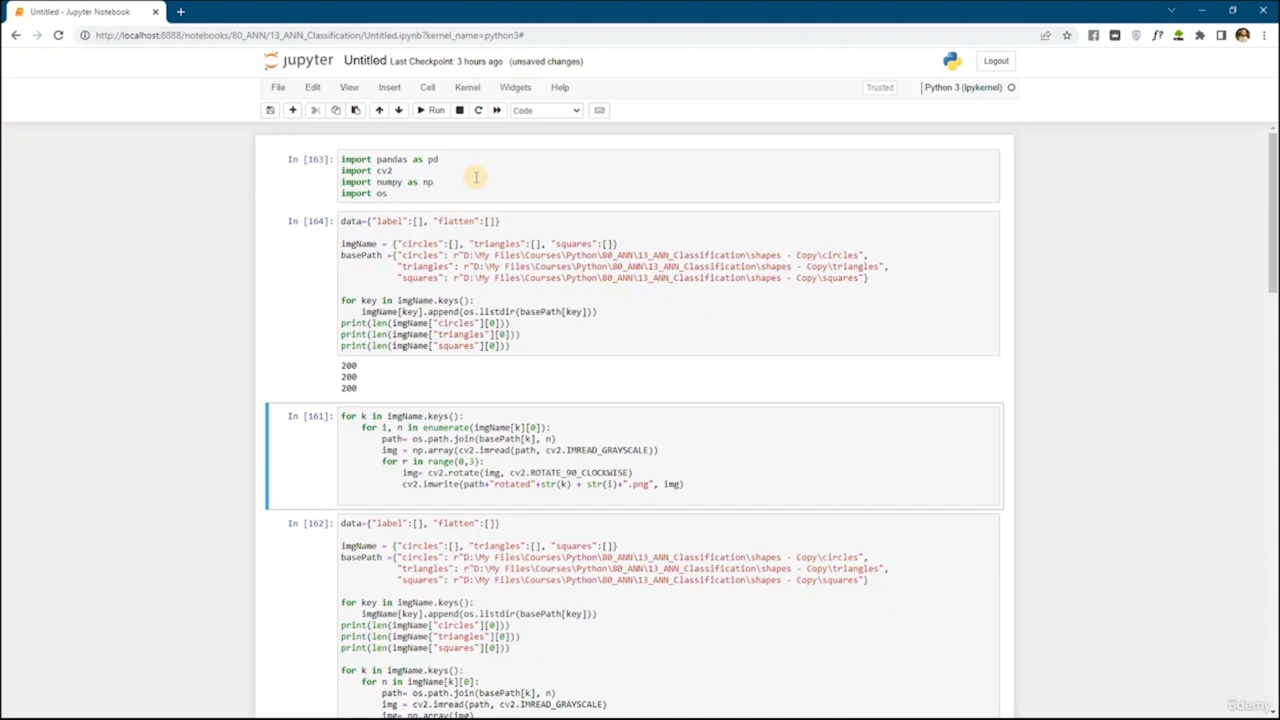 Untitled - Jupyter Notebook
http://localhost:8888/notebooks/80_ANN/13_ANN_Classification/Untitled.ipynb?kernel_name=python3#
jupyter Untitled Last Checkpoint: 3 hours ago (unsaved changes) Logout
File Edit View Insert Cell Kernel Widgets Help Trusted Python 3 (ipykernel)
Run Code
In [163]: import pandas as pd
import cv2
import numpy as np
import os
In [164]: data={"label":[], "flatten":[]}
imgName = {"circles":[], "triangles":[], "squares":[]}
basePath ={"circles": r"D:\My Files\Courses\Python\80_ANN\13_ANN_Classification\shapes - Copy\circles",
"triangles": r"D:\My Files\Courses\Python\80_ANN\13_ANN_Classification\shapes - Copy\triangles",
"squares": r"D:\My Files\Courses\Python\80_ANN\13_ANN_Classification\shapes - Copy\squares"}
for key in imgName.keys():
imgName[key].append(os.listdir(basePath[key]))
print(len(imgName["circles"][0]))
print(len(imgName["triangles"][0]))
print(len(imgName["squares"][0]))
200
200
200
In [161]: for k in imgName.keys():
for i, n in enumerate(imgName[k][0]):
path= os.path.join(basePath[k], n)
img = np.array(cv2.imread(path, cv2.IMREAD_GRAYSCALE))
for r in range(0,3):
img= cv2.rotate(img, cv2.ROTATE_90_CLOCKWISE)
cv2.imwrite(path+"rotated"+str(k) + str(i)+".png", img)
In [162]: data={"label":[], "flatten":[]}
imgName = {"circles":[], "triangles":[], "squares":[]}
basePath ={"circles": r"D:\My Files\Courses\Python\80_ANN\13_ANN_Classification\shapes - Copy\circles",
"triangles": r"D:\My Files\Courses\Python\80_ANN\13_ANN_Classification\shapes - Copy\triangles",
"squares": r"D:\My Files\Courses\Python\80_ANN\13_ANN_Classification\shapes - Copy\squares"}
for key in imgName.keys():
imgName[key].append(os.listdir(basePath[key]))
print(len(imgName["circles"][0]))
print(len(imgName["triangles"][0]))
print(len(imgName["squares"][0]))
for k in imgName.keys():
for n in imgName[k][0]:
path= os.path.join(basePath[k], n)
img = cv2.imread(path, cv2.IMREAD_GRAYSCALE)
img= np.array(img)
ûdemy